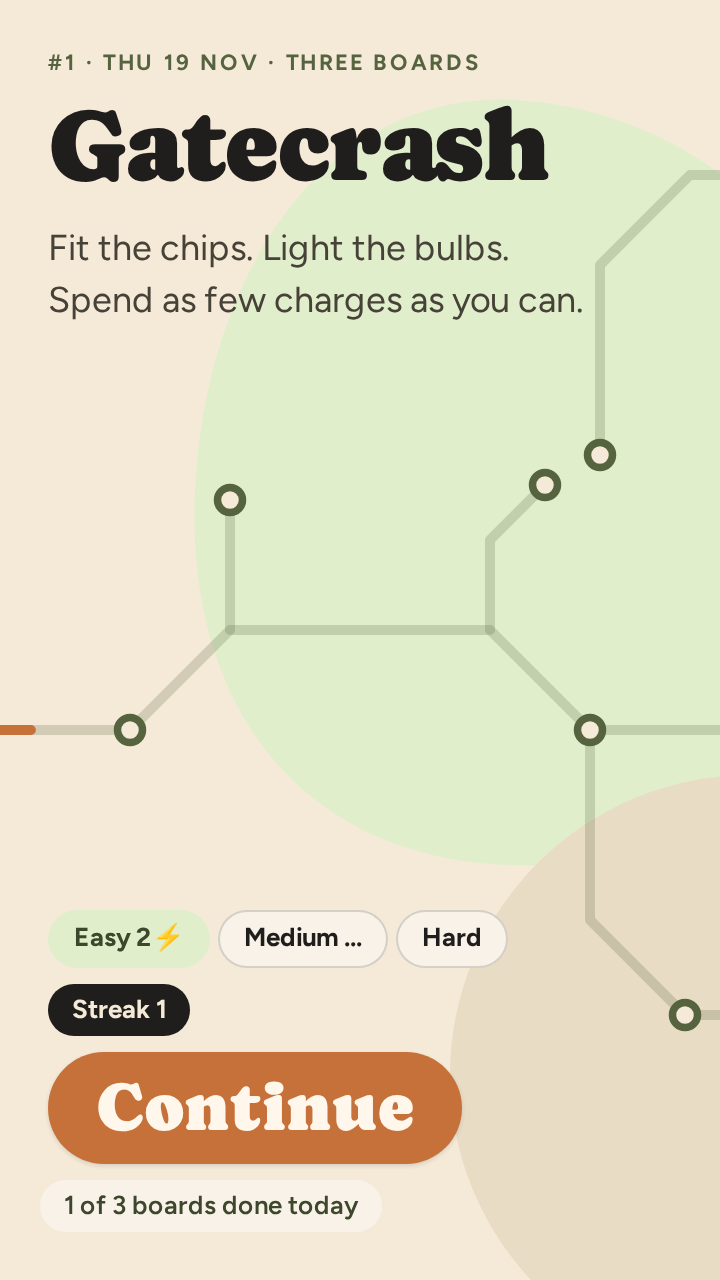 #1 · THU 19 NOV · THREE BOARDS
Gatecrash
Fit the chips. Light the bulbs.
Spend as few charges as you can.
Easy 2⚡ Medium ... Hard
Streak 1
Continue
1 of 3 boards done today